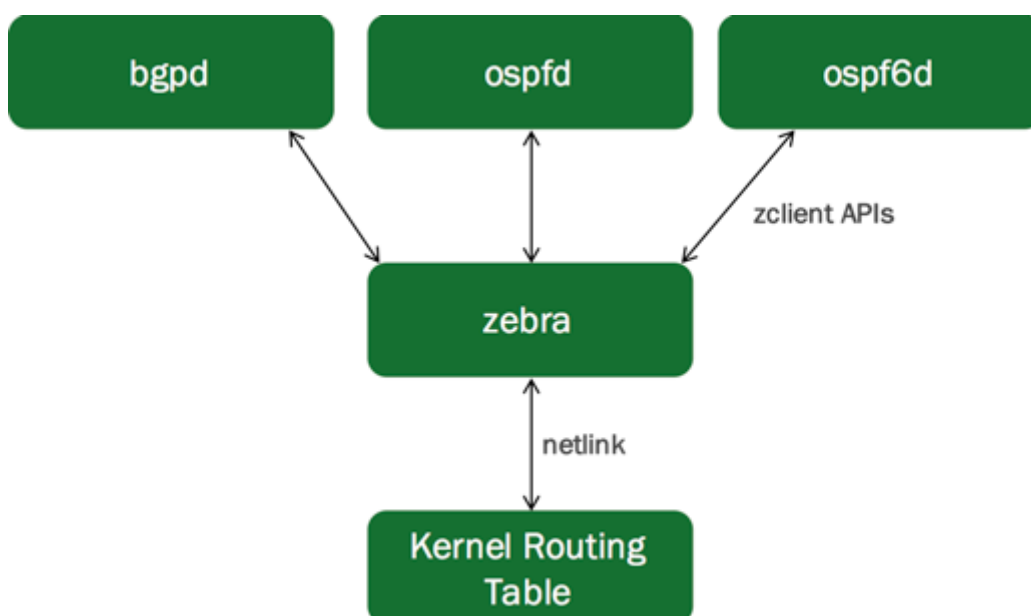 bgpd
ospfd
ospf6d
zclient APIs
zebra
netlink
Kernel Routing
Table